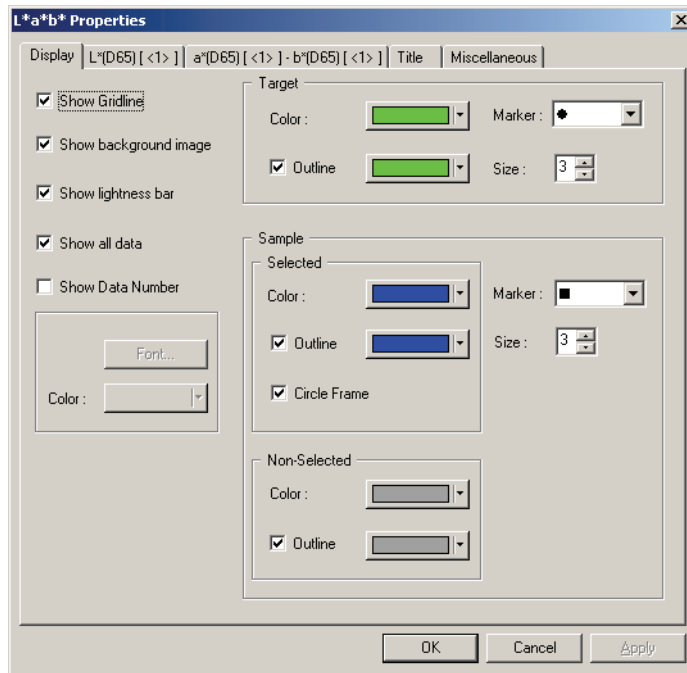 L*a*b* Properties
Display
L*(D65) [ <1> ]
a*(D65) [ <1> ] - b*(D65) [ <1> ]
Title
Miscellaneous
Show Gridline
Show background image
Show lightness bar
Show all data
Show Data Number
Font...
Color :
Target
Color :
Marker :
Outline
Size :
3
Sample
Selected
Color :
Marker :
Outline
Size :
3
Circle Frame
Non-Selected
Color :
Outline
OK
Cancel
Apply